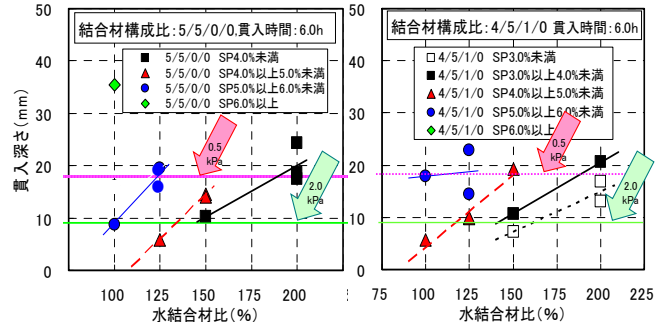 結合材構成比:5/5/0/0,貫入時間:6.0h
5/5/0/0 SP4.0%未満
5/5/0/0 SP4.0%以上5.0%未満
5/5/0/0 SP5.0%以上6.0%未満
5/5/0/0 SP6.0%以上
0.5
kPa
2.0
kPa
貫入深さ(mm)
50
40
30
20
10
0
100
125
150
175
200
水結合材比(%)
結合材構成比:4/5/1/0 貫入時間:6.0h
4/5/1/0 SP3.0%未満
4/5/1/0 SP3.0%以上4.0%未満
4/5/1/0 SP4.0%以上5.0%未満
4/5/1/0 SP5.0%以上6.0%未満
4/5/1/0 SP6.0%以上
0.5
kPa
2.0
kPa
50
40
30
20
10
0
75
100
125
150
175
200
225
水結合材比(%)